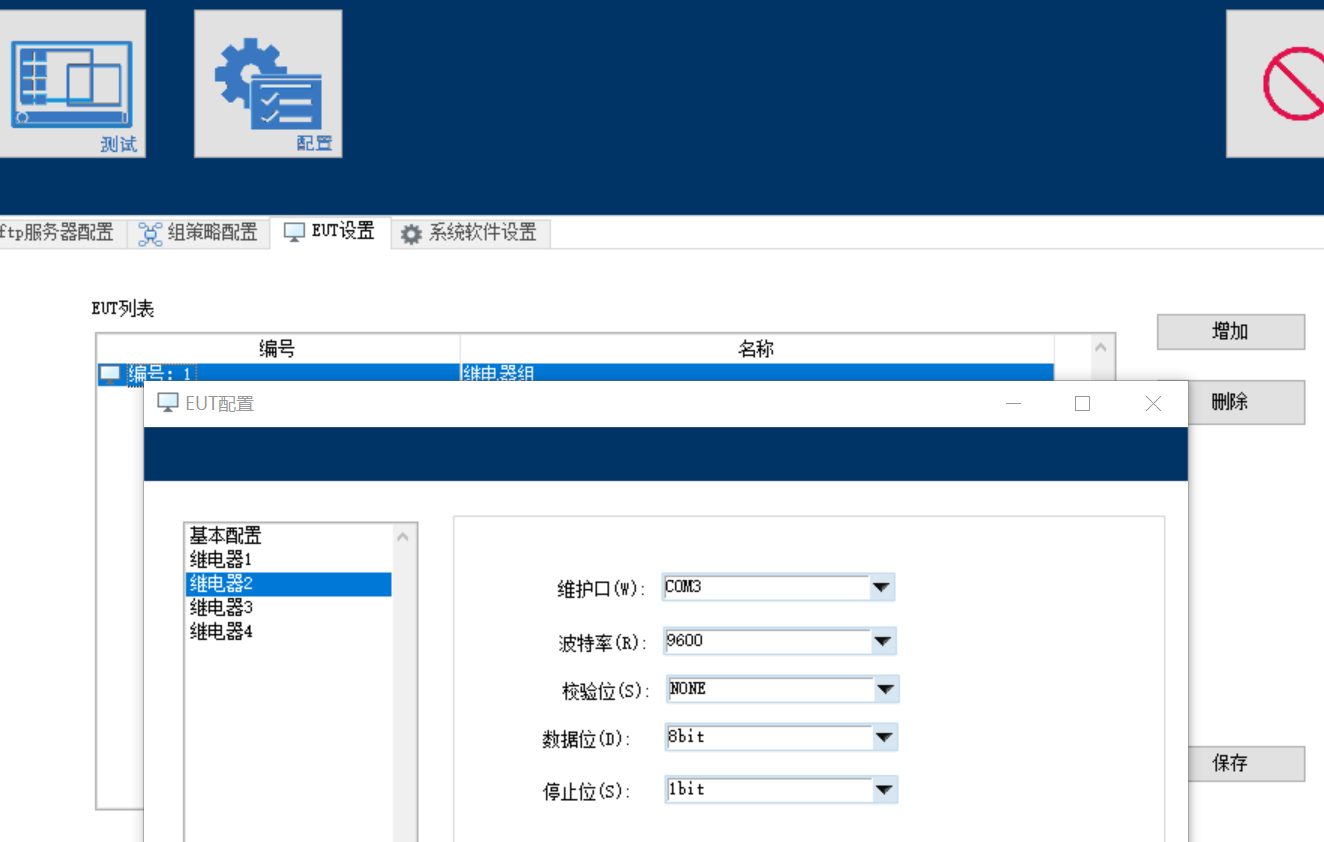 测试
配置
ftp服务器配置
组策略配置
EUT设置
系统软件设置
EUT列表
编号
名称
增加
编号: 1
继电器组
删除
EUT配置
基本配置
继电器1
继电器2
继电器3
继电器4
维护口(W):
COM3
波特率(R):
9600
校验位(S):
NONE
数据位(D):
8bit
停止位(S):
1bit
保存